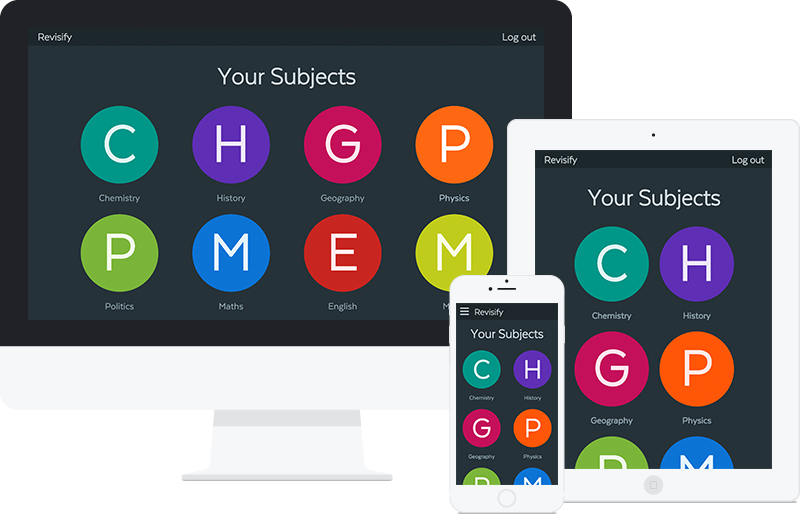 Revisify Log out
Your Subjects
C H G P
Chemistry History Geography Physics
P M E M
Politics Maths English
Revisify Log out
Your Subjects
C H
Chemistry History
G P
Geography Physics
P M
Revisify
Your Subjects
C H
Chemistry History
G P
Geography Physics
P M